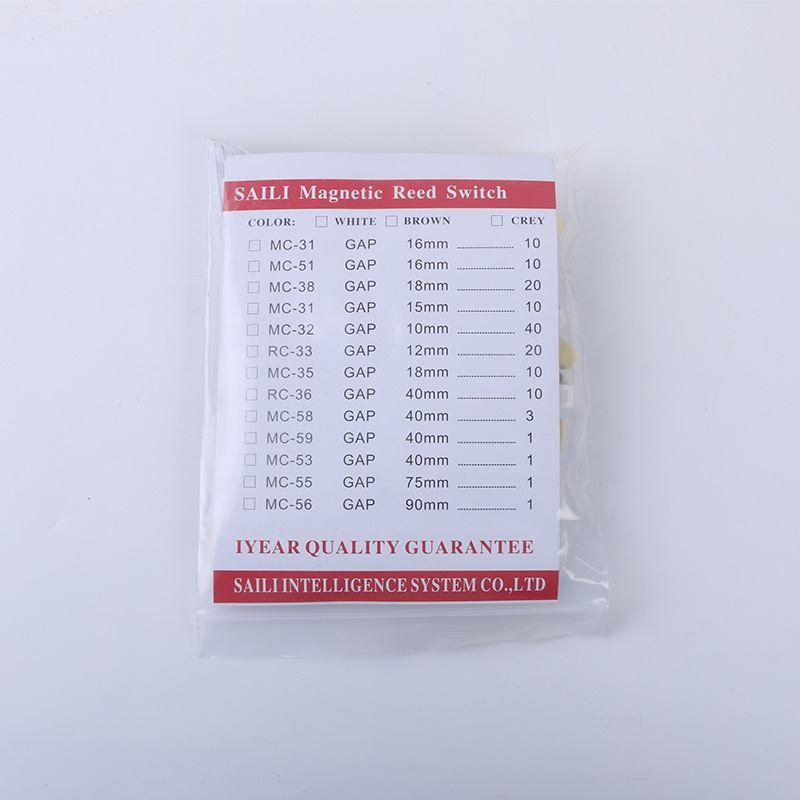 SAILI Magnetic Reed Switch
COLOR: ☐ WHITE ☐ BROWN ☐ CREY
☐ MC-31 GAP 16mm .................. 10
☐ MC-51 GAP 16mm .................. 10
☐ MC-38 GAP 18mm .................. 20
☐ MC-31 GAP 15mm .................. 10
☐ MC-32 GAP 10mm .................. 40
☐ RC-33 GAP 12mm .................. 20
☐ MC-35 GAP 18mm .................. 10
☐ RC-36 GAP 40mm .................. 10
☐ MC-58 GAP 40mm .................. 3
☐ MC-59 GAP 40mm .................. 1
☐ MC-53 GAP 40mm .................. 1
☐ MC-55 GAP 75mm .................. 1
☐ MC-56 GAP 90mm .................. 1
IYEAR QUALITY GUARANTEE
SAILI INTELLIGENCE SYSTEM CO.,LTD